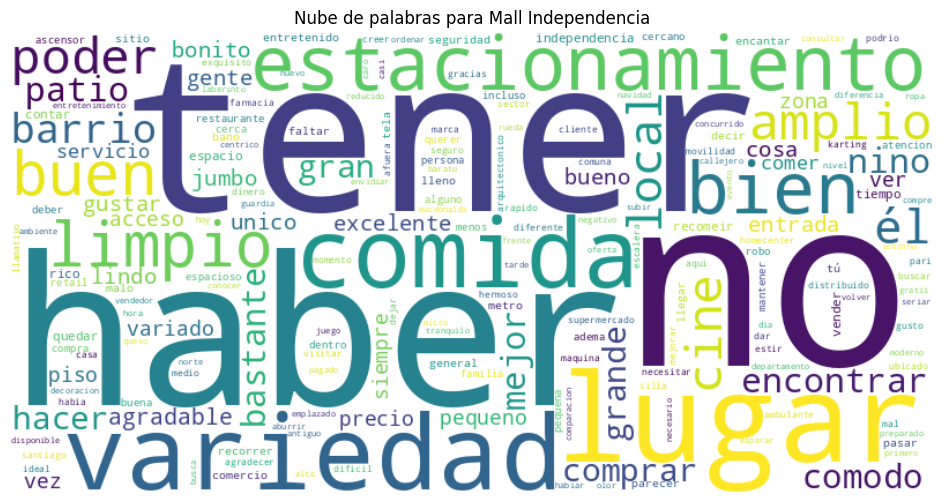 Nube de palabras para Mall Independencia
ascensor sitio entretenido creer ordenar seguridad independencia cercano encantar consultar podrio
poder bonito estacionamiento
exquisito nuevo caro casi gracias diferencia
patio gente laberinto reducido incluso sector navidad ropa
entretenimiento contar farmacia tener zona amplio
barrio restaurante cerca bano faltar tela marca querer rueda cliente concurrido decir karting atencion
servicio centrico afuera seguro persona comuna movilidad cosa nino
espacio gran envidiar barato lleno arquitectonico local callejero comer nivel ver
buen jumbo dinero alguno bueno bien evento tiempo compre
gustar guardia macdonalds rapido subir
deber acceso hoy unico excelente menos diferente negativo recomeir entrada él
ambiente limpio comida frente escalera homecenter entorno
llamativo rico lindo espacioso momento oferta robo tú pari
retail malo conocer tarde aqui distribuido buscar
haber hermoso no mantener gratis
vendedor hora juego dejar metro supermercado llegar vender volver seriar
quedar variado bastante dentro siempre micro tranquilo mejor adema grande mejorar cine dia gusto
compra casa queso norte visitar general maquina dar moderno
piso medio pagado familia necesitar estir departamento ubicado
decoracion habia buena silla encontrar
hacer agradable emplazado precio pequeno pequena lugar necesario ambulante
disponible variedad aburrir antiguo comparacion mal preparado
santiago recorrer agradecer dificil esperar pasar primero
vez ideal comercio busca alto comprar habiar olor parecer comodo